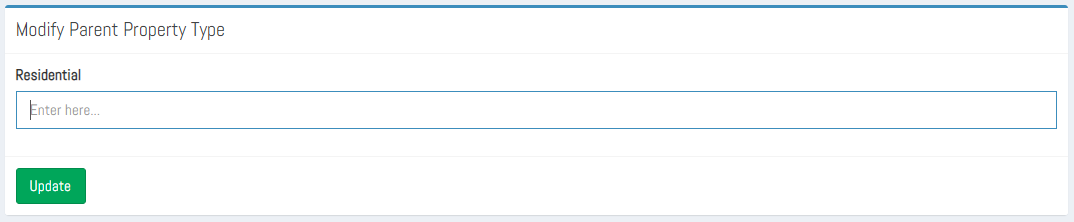 Modify Parent Property Type
Residential
Enter here...
Update